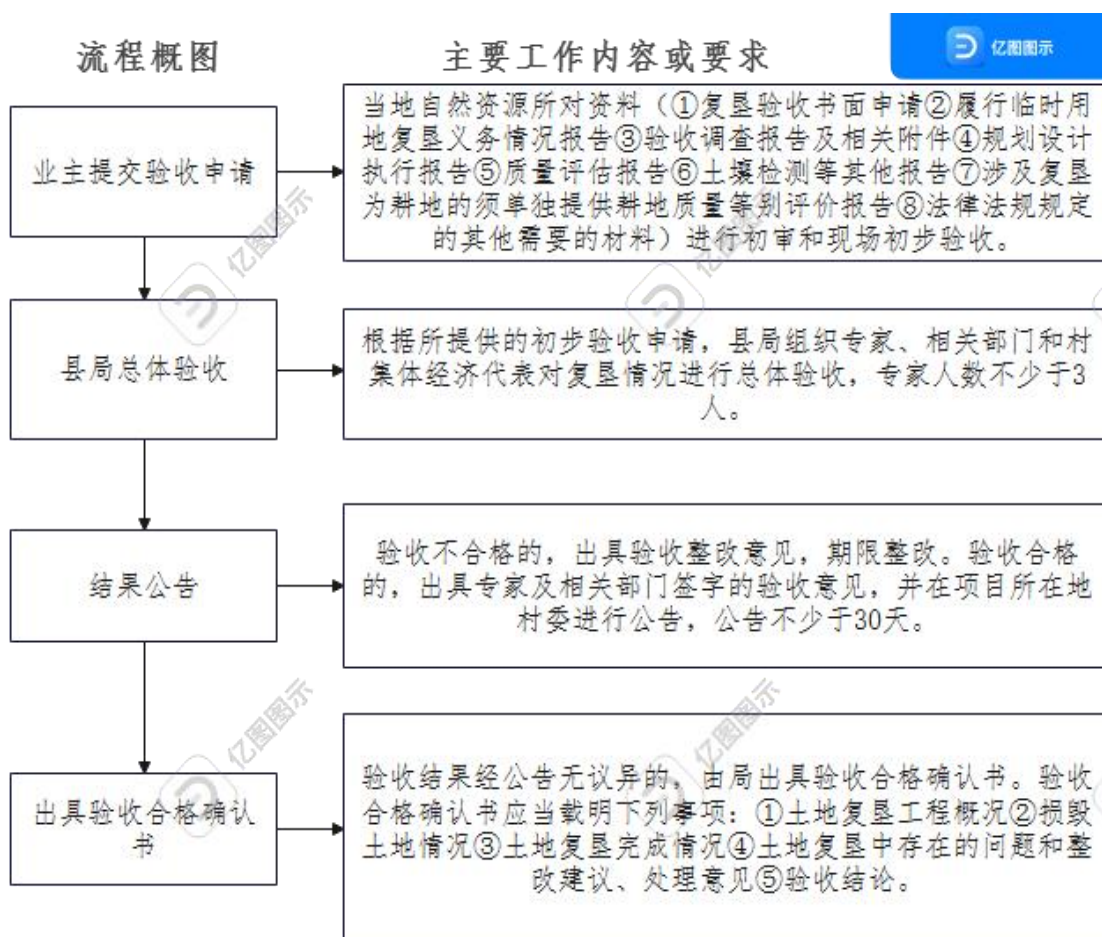 流程概图
主要工作内容或要求
亿图图示
业主提交验收申请
当地自然资源所对资料（①复垦验收书面申请②履行临时用
地复垦义务情况报告③验收调查报告及相关附件④规划设计
执行报告⑤质量评估报告⑥土壤检测等其他报告⑦涉及复垦
为耕地的须单独提供耕地质量等别评价报告⑧法律法规规定
的其他需要的材料）进行初审和现场初步验收。
亿图图示
亿图图示
县局总体验收
根据所提供的初步验收申请，县局组织专家、相关部门和村
集体经济代表对复垦情况进行总体验收，专家人数不少于3
人。
结果公告
验收不合格的，出具验收整改意见，期限整改。验收合格
的，出具专家及相关部门签字的验收意见，并在项目所在地
村委进行公告，公告不少于30天。
亿图图示
亿图图示
出具验收合格确认
书
验收结果经公告无议异的，由局出具验收合格确认书。验收
合格确认书应当载明下列事项：①土地复垦工程概况②损毁
土地情况③土地复垦完成情况④土地复垦中存在的问题和整
改建议、处理意见⑤验收结论。